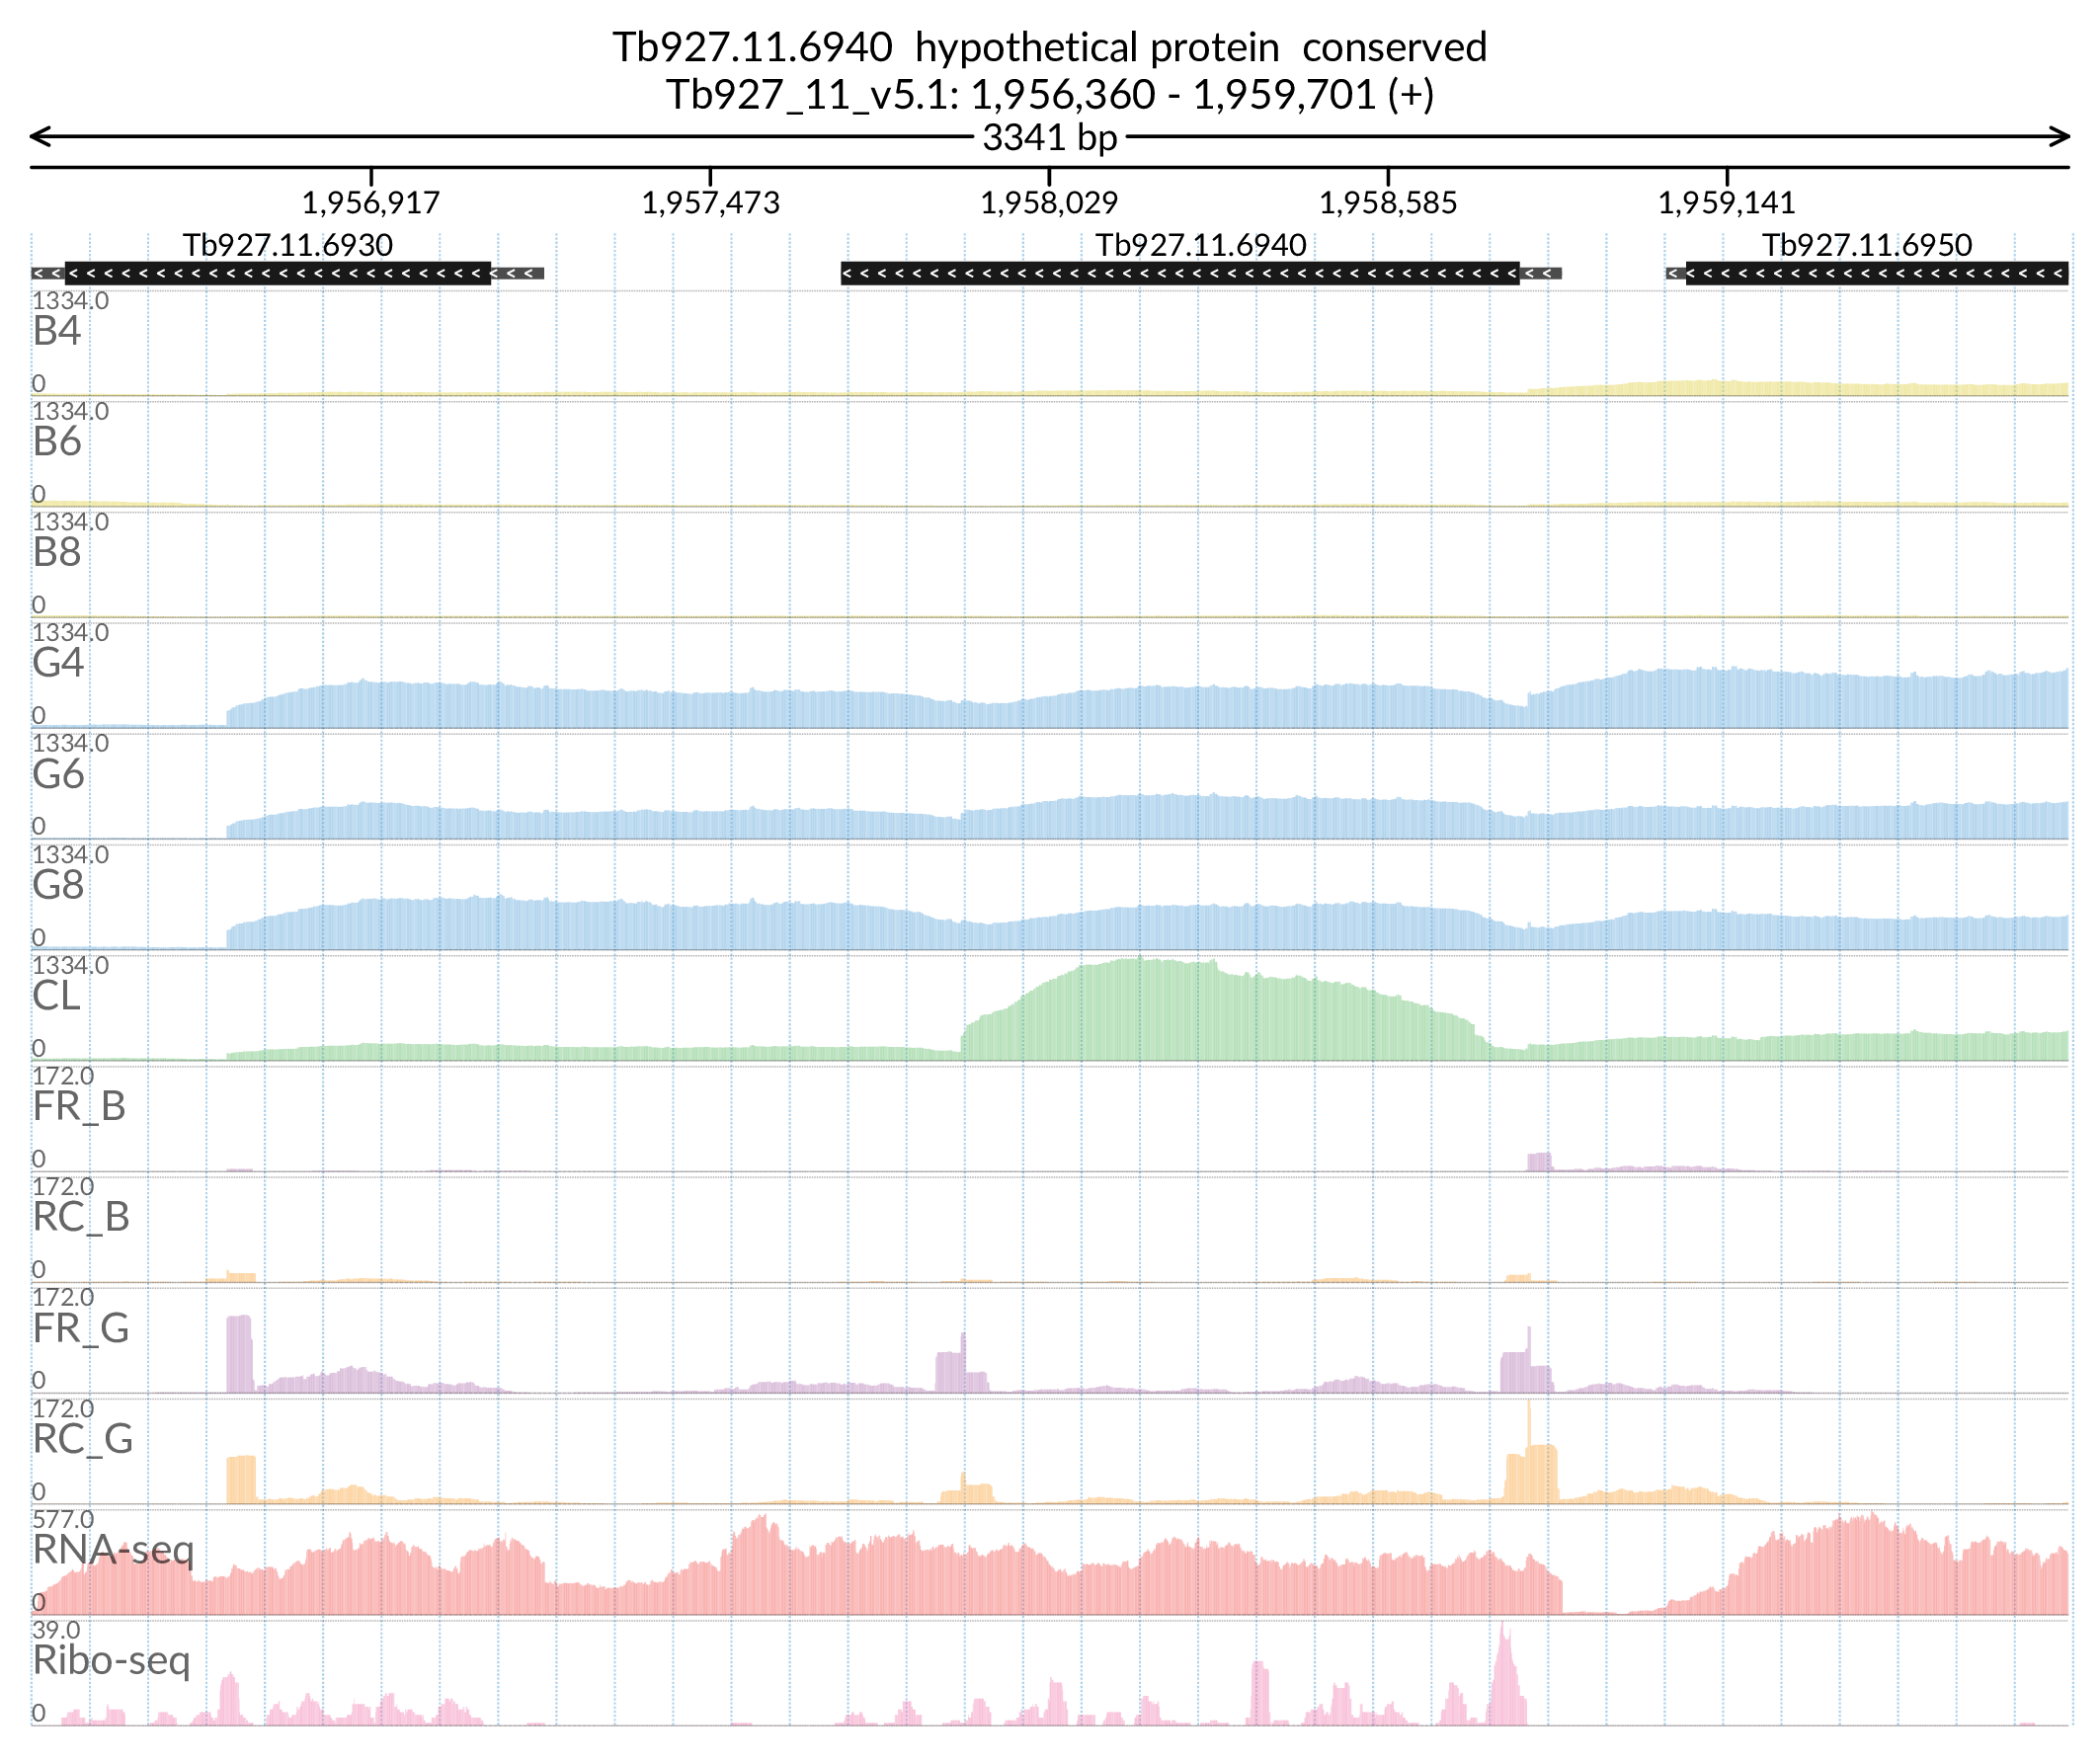 Tb927.11.6940  hypothetical protein  conserved
Tb927_11_v5.1: 1,956,360 - 1,959,701 (+)
3341 bp
1,956,917 1,957,473 1,958,029 1,958,585 1,959,141
Tb927.11.6930 Tb927.11.6940 Tb927.11.6950
1334.0
B4
0
1334.0
B6
0
1334.0
B8
0
1334.0
G4
0
1334.0
G6
0
1334.0
G8
0
1334.0
CL
0
172.0
FR_B
0
172.0
RC_B
0
172.0
FR_G
0
172.0
RC_G
0
577.0
RNA-seq
0
39.0
Ribo-seq
0